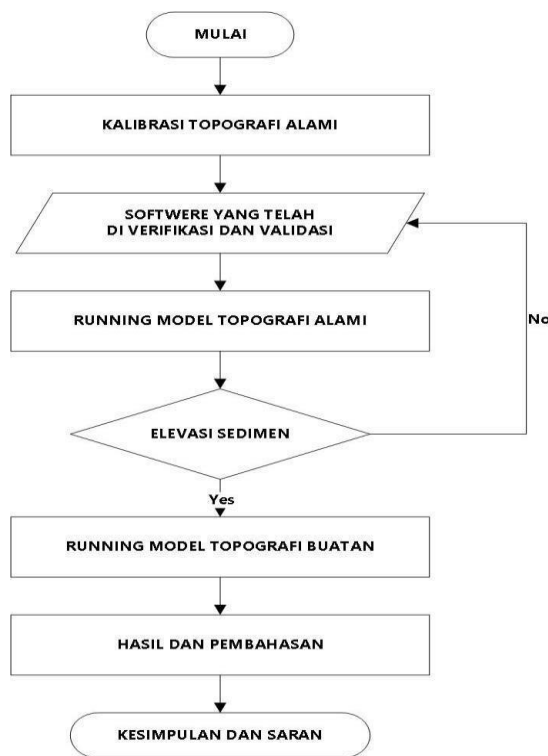 MULAI
KALIBRASI TOPOGRAFI ALAMI
SOFTWERE YANG TELAH
DI VERIFIKASI DAN VALIDASI
RUNNING MODEL TOPOGRAFI ALAMI
No
ELEVASI SEDIMEN
Yes
RUNNING MODEL TOPOGRAFI BUATAN
HASIL DAN PEMBAHASAN
KESIMPULAN DAN SARAN